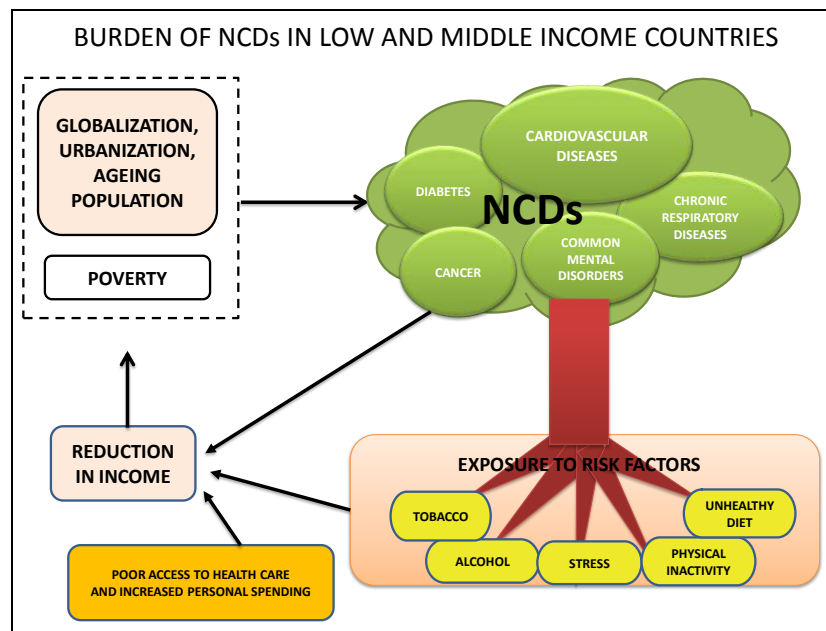 BURDEN OF NCDs IN LOW AND MIDDLE INCOME COUNTRIES
GLOBALIZATION,
URBANIZATION,
AGEING
POPULATION
POVERTY
CARDIOVASCULAR
DISEASES
DIABETES
NCDs
CHRONIC
RESPIRATORY
DISEASES
CANCER
COMMON
MENTAL
DISORDERS
REDUCTION
IN INCOME
POOR ACCESS TO HEALTH CARE
AND INCREASED PERSONAL SPENDING
EXPOSURE TO RISK FACTORS
TOBACCO
ALCOHOL
STRESS
PHYSICAL
INACTIVITY
UNHEALTHY
DIET